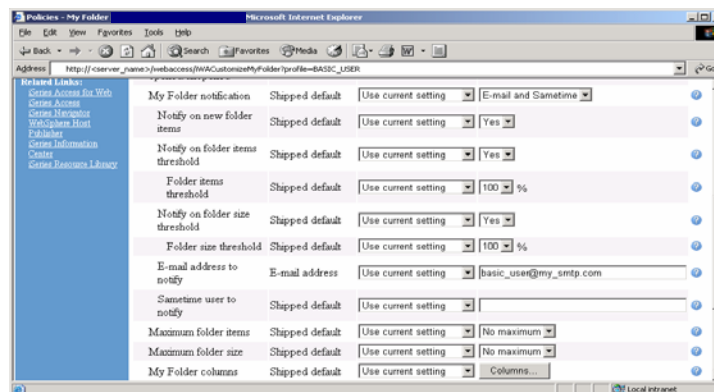 Policies - My Folder Microsoft Internet Explorer
File Edit View Favorites Tools Help
Back Search Favorites Media
Address http://<server_name>/webaccess/iWACustomizeMyFolder?profile=BASIC_USER Go
Related Links:
iSeries Access for Web
iSeries Access
iSeries Navigator
WebSphere Host
Publisher
iSeries Information
Center
iSeries Resource Library
My Folder notification Shipped default Use current setting E-mail and Sametime
Notify on new folder
items Shipped default Use current setting Yes
Notify on folder items
threshold Shipped default Use current setting Yes
Folder items
threshold Shipped default Use current setting 100 %
Notify on folder size
threshold Shipped default Use current setting Yes
Folder size threshold Shipped default Use current setting 100 %
E-mail address to
notify E-mail address Use current setting basic_user@my_smtp.com
Sametime user to
notify Shipped default Use current setting
Maximum folder items Shipped default Use current setting No maximum
Maximum folder size Shipped default Use current setting No maximum
My Folder columns Shipped default Use current setting Columns...
Local intranet